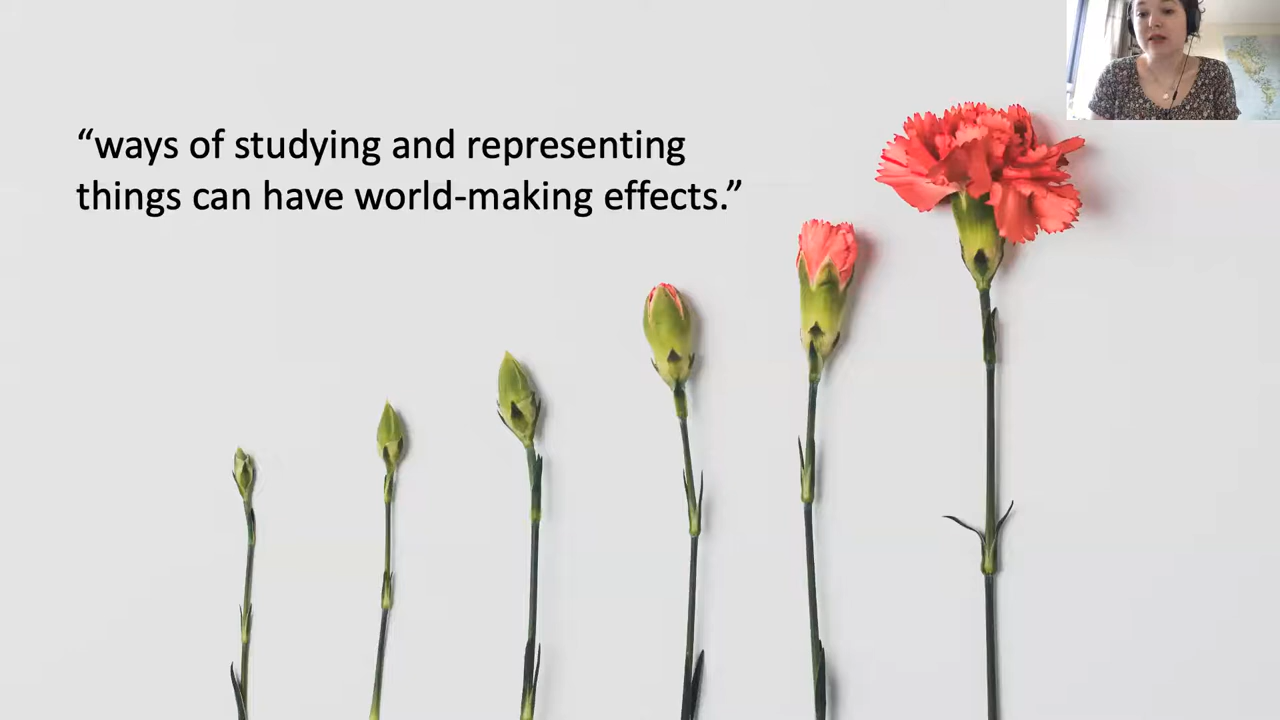 “ways of studying and representing
things can have world-making effects.”